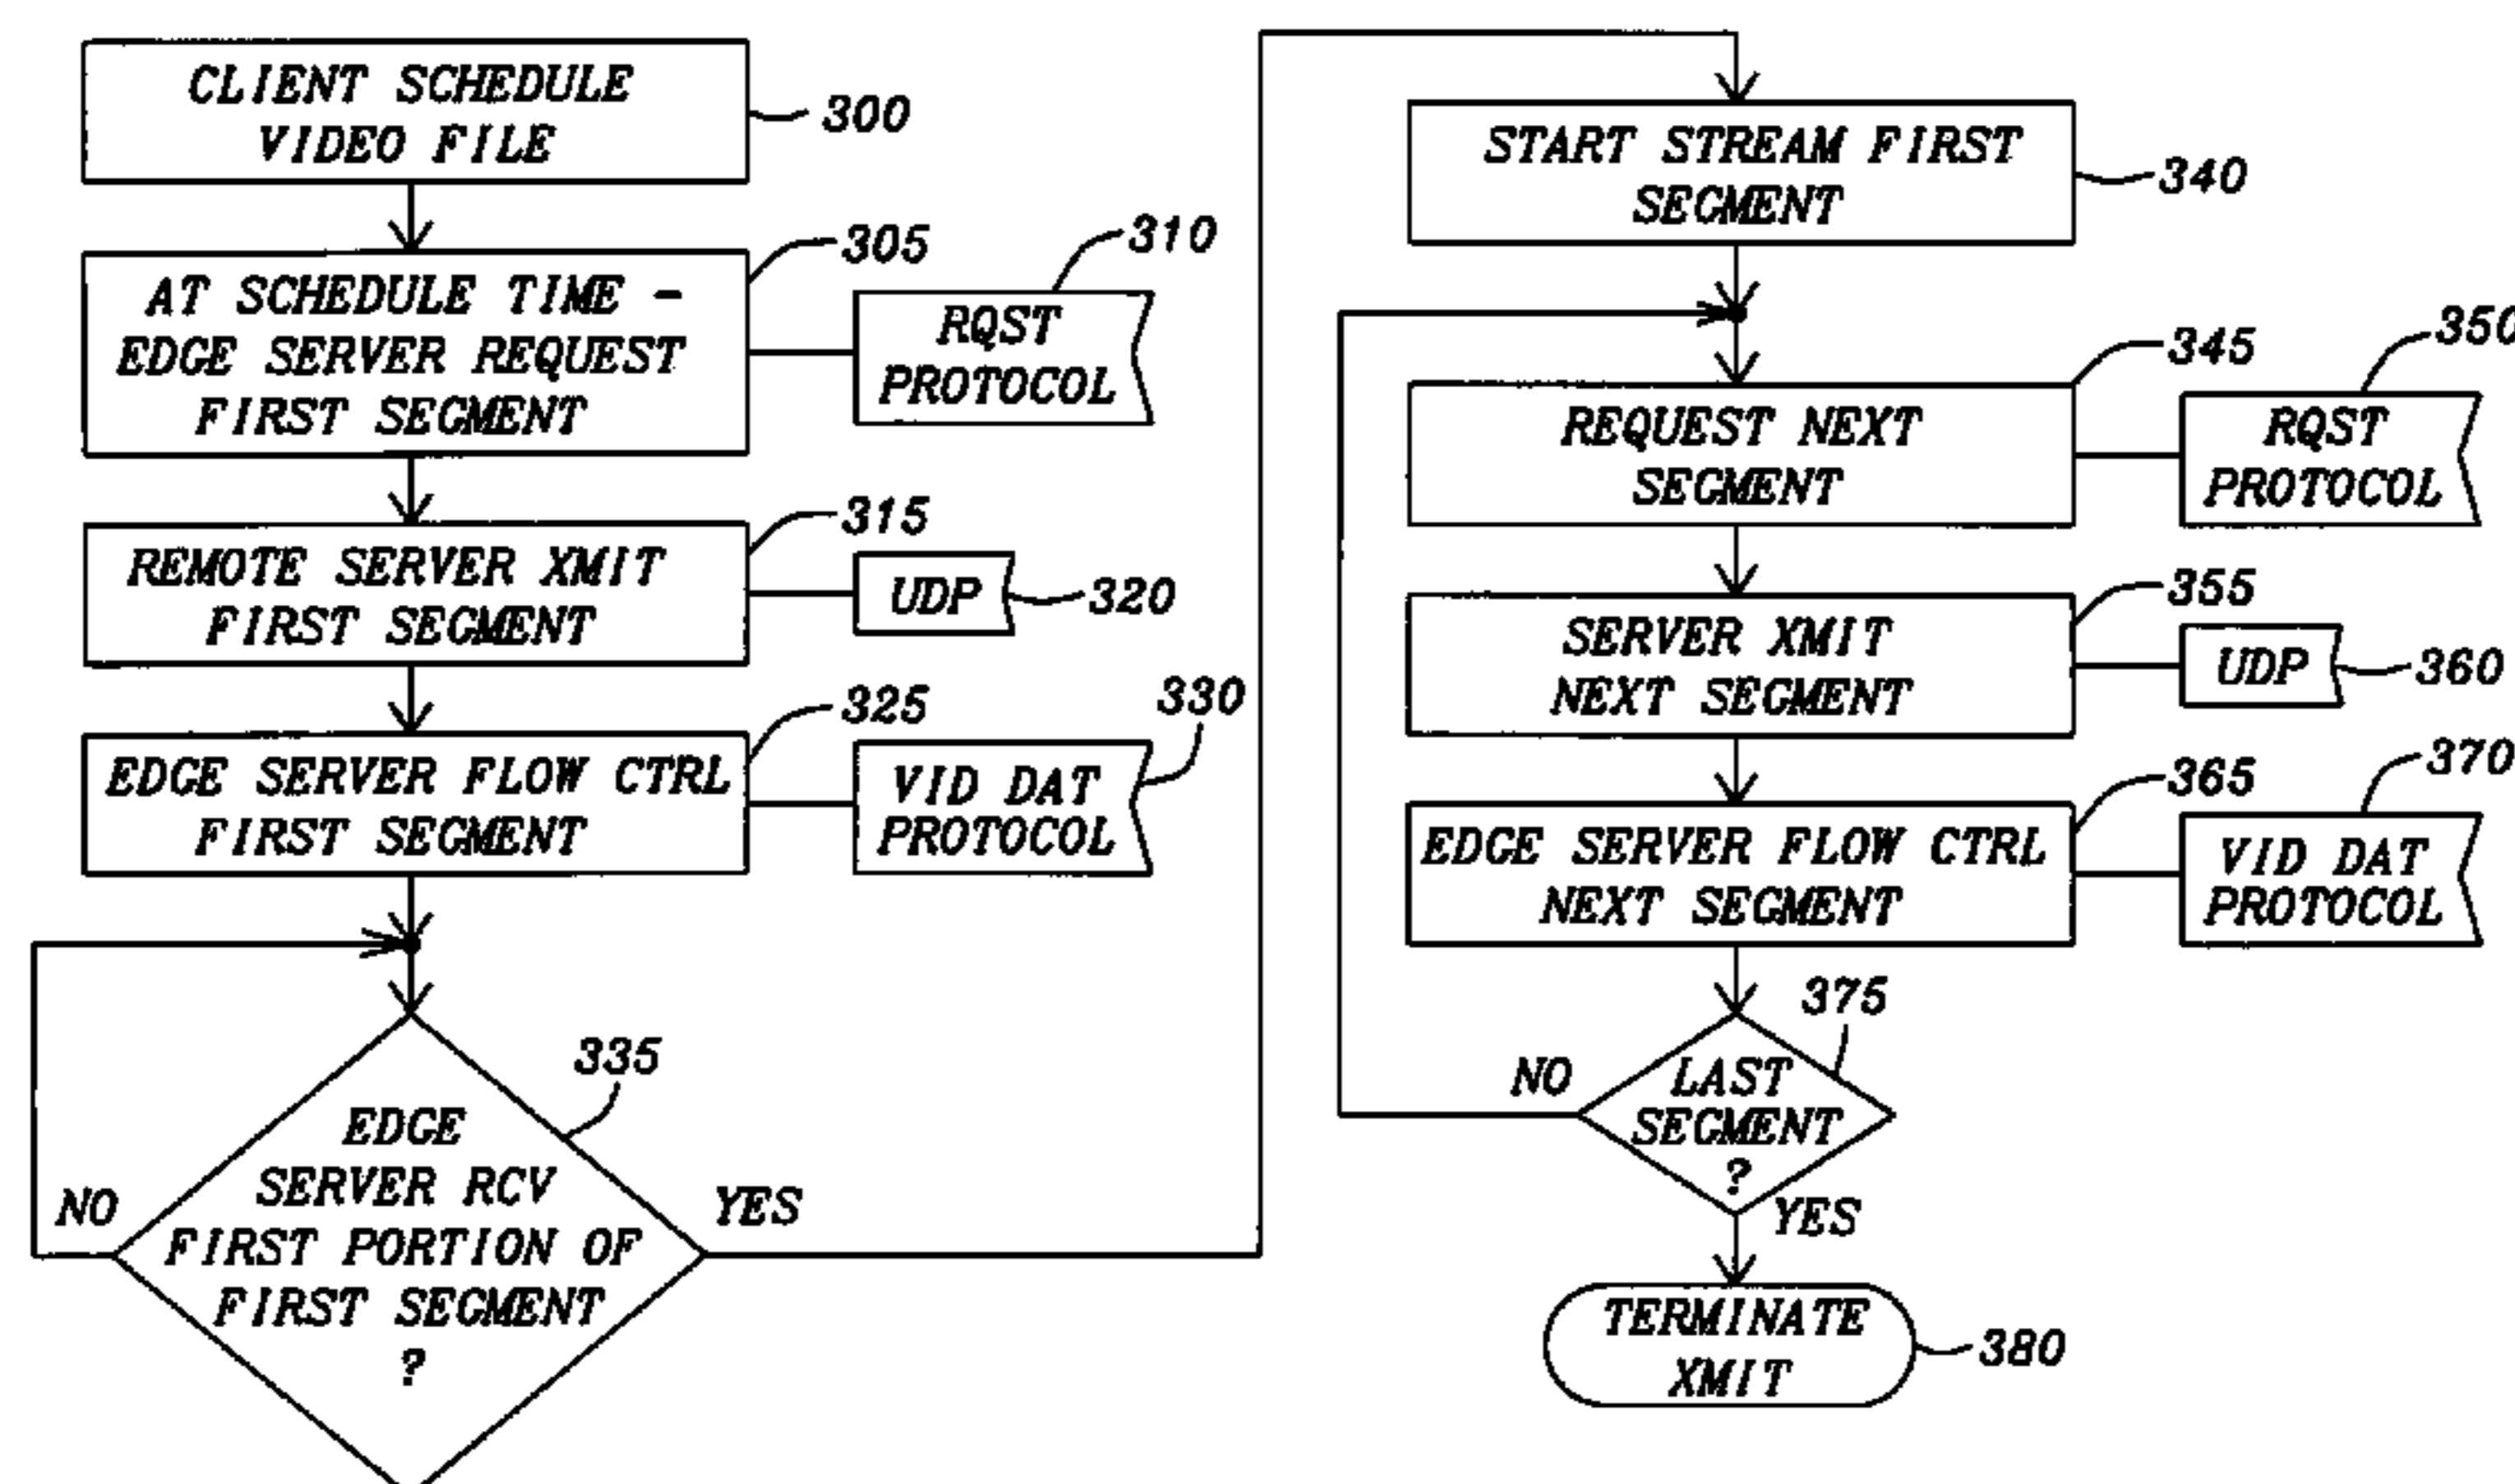 CLIENT SCHEDULE
VIDEO FILE
300
AT SCHEDULE TIME -
EDGE SERVER REQUEST
FIRST SEGMENT
305
RQST
PROTOCOL
310
REMOTE SERVER XMIT
FIRST SEGMENT
315
UDP
320
EDGE SERVER FLOW CTRL
FIRST SEGMENT
325
VID DAT
PROTOCOL
330
EDGE
SERVER RCV
FIRST PORTION OF
FIRST SEGMENT
?
335
NO
YES
START STREAM FIRST
SEGMENT
340
REQUEST NEXT
SEGMENT
345
RQST
PROTOCOL
350
SERVER XMIT
NEXT SEGMENT
355
UDP
360
EDGE SERVER FLOW CTRL
NEXT SEGMENT
365
VID DAT
PROTOCOL
370
LAST
SEGMENT
?
375
NO
YES
TERMINATE
XMIT
380